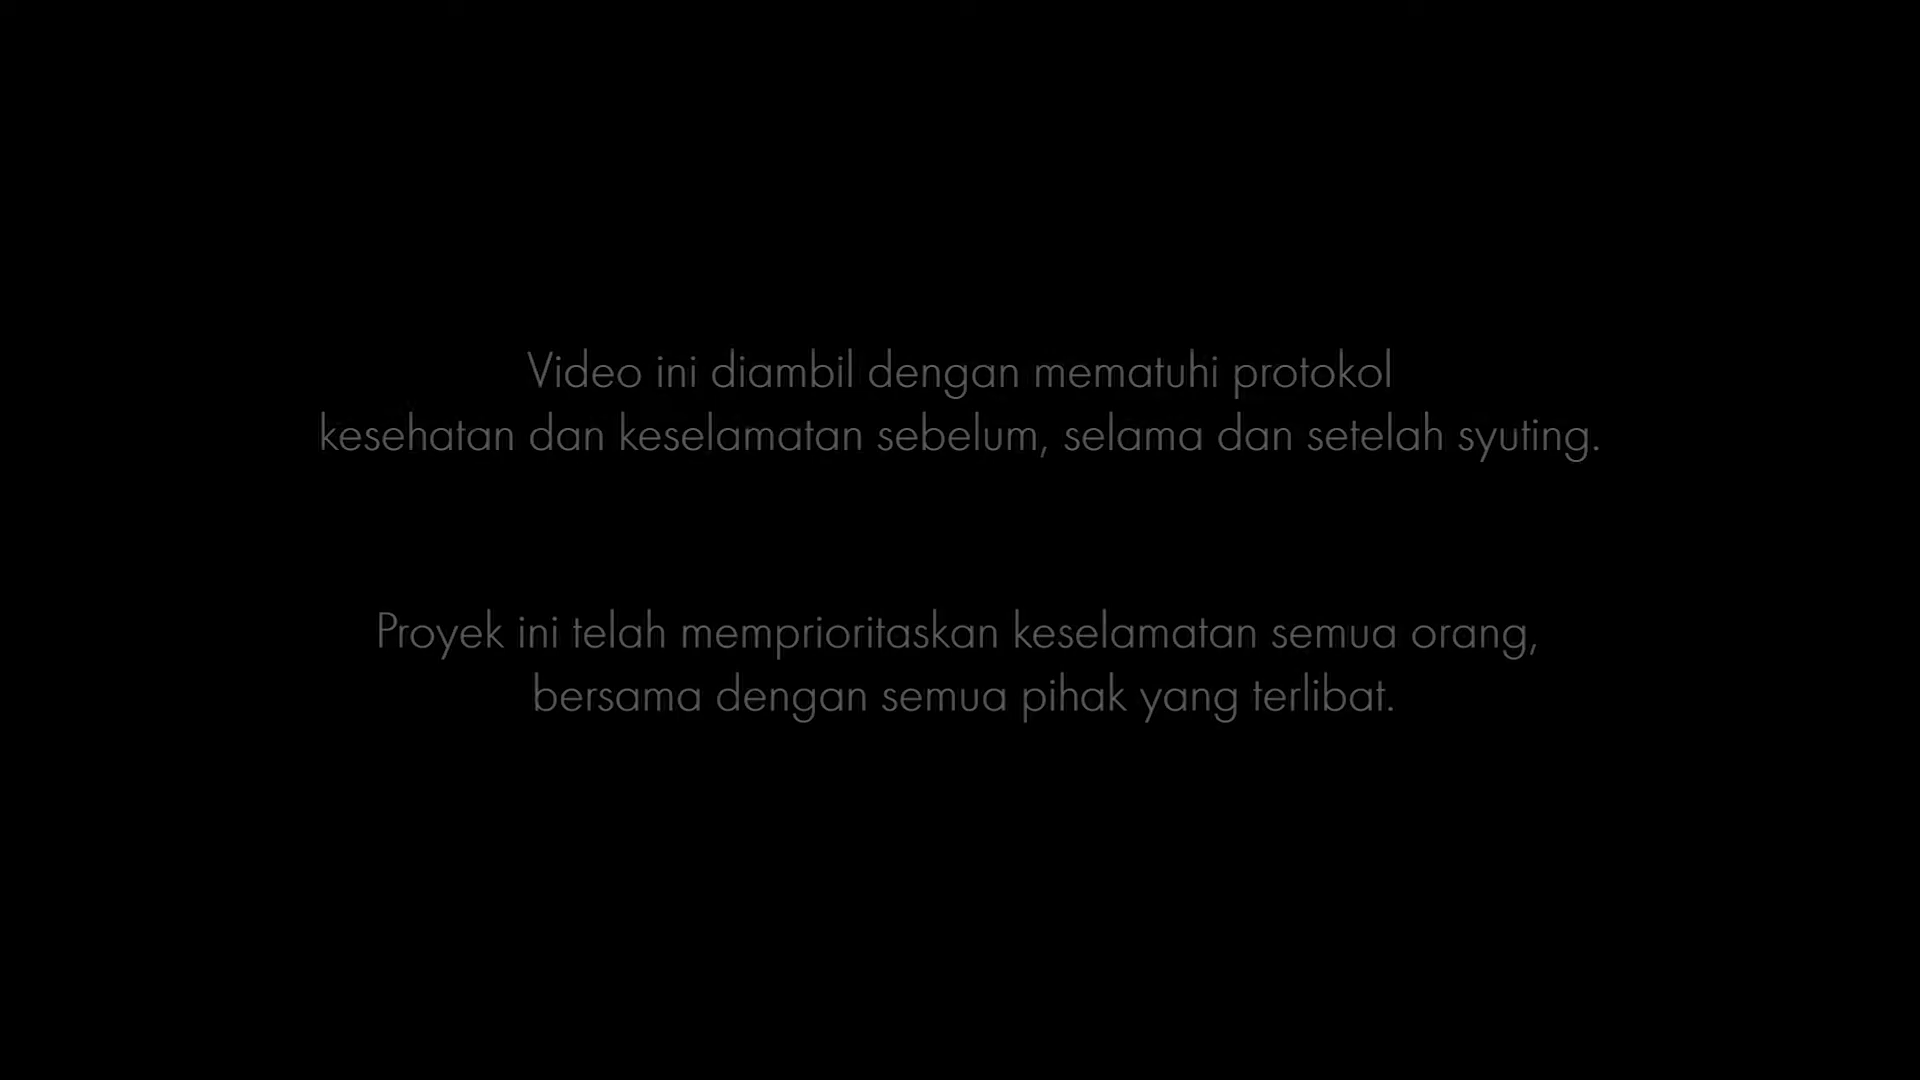 Video ini diambil dengan mematuhi protokol
kesehatan dan keselamatan sebelum, selama dan setelah syuting.
Proyek ini telah memprioritaskan keselamatan semua orang,
bersama dengan semua pihak yang terlibat.